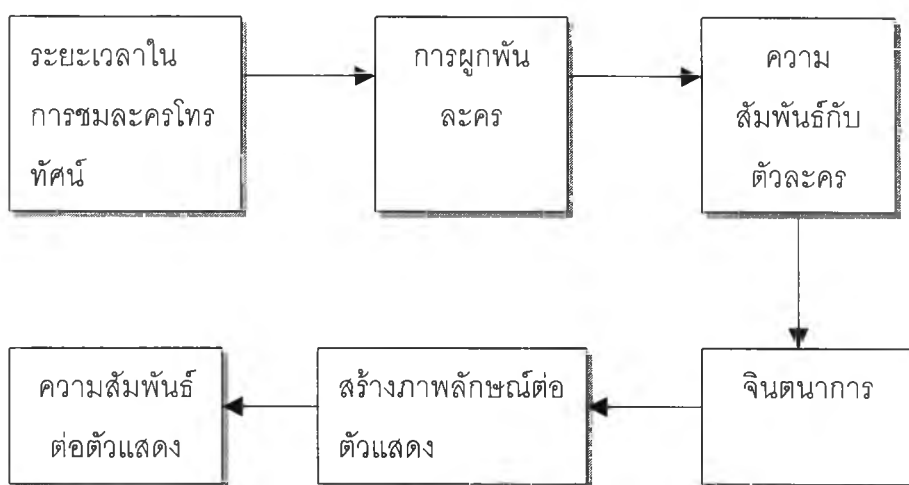 ระยะเวลาใน
การชมละครโทร
ทัศน์
การผูกพัน
ละคร
ความ
สัมพันธ์กับ
ตัวละคร
จินตนาการ
สร้างภาพลักษณ์ต่อ
ตัวแสดง
ความสัมพันธ์
ต่อตัวแสดง